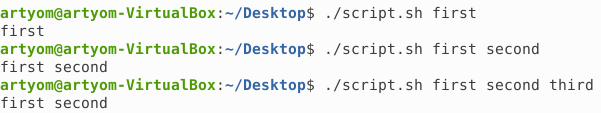 artyom@artyom-VirtualBox:~/Desktop$ ./script.sh first
first
artyom@artyom-VirtualBox:~/Desktop$ ./script.sh first second
first second
artyom@artyom-VirtualBox:~/Desktop$ ./script.sh first second third
first second